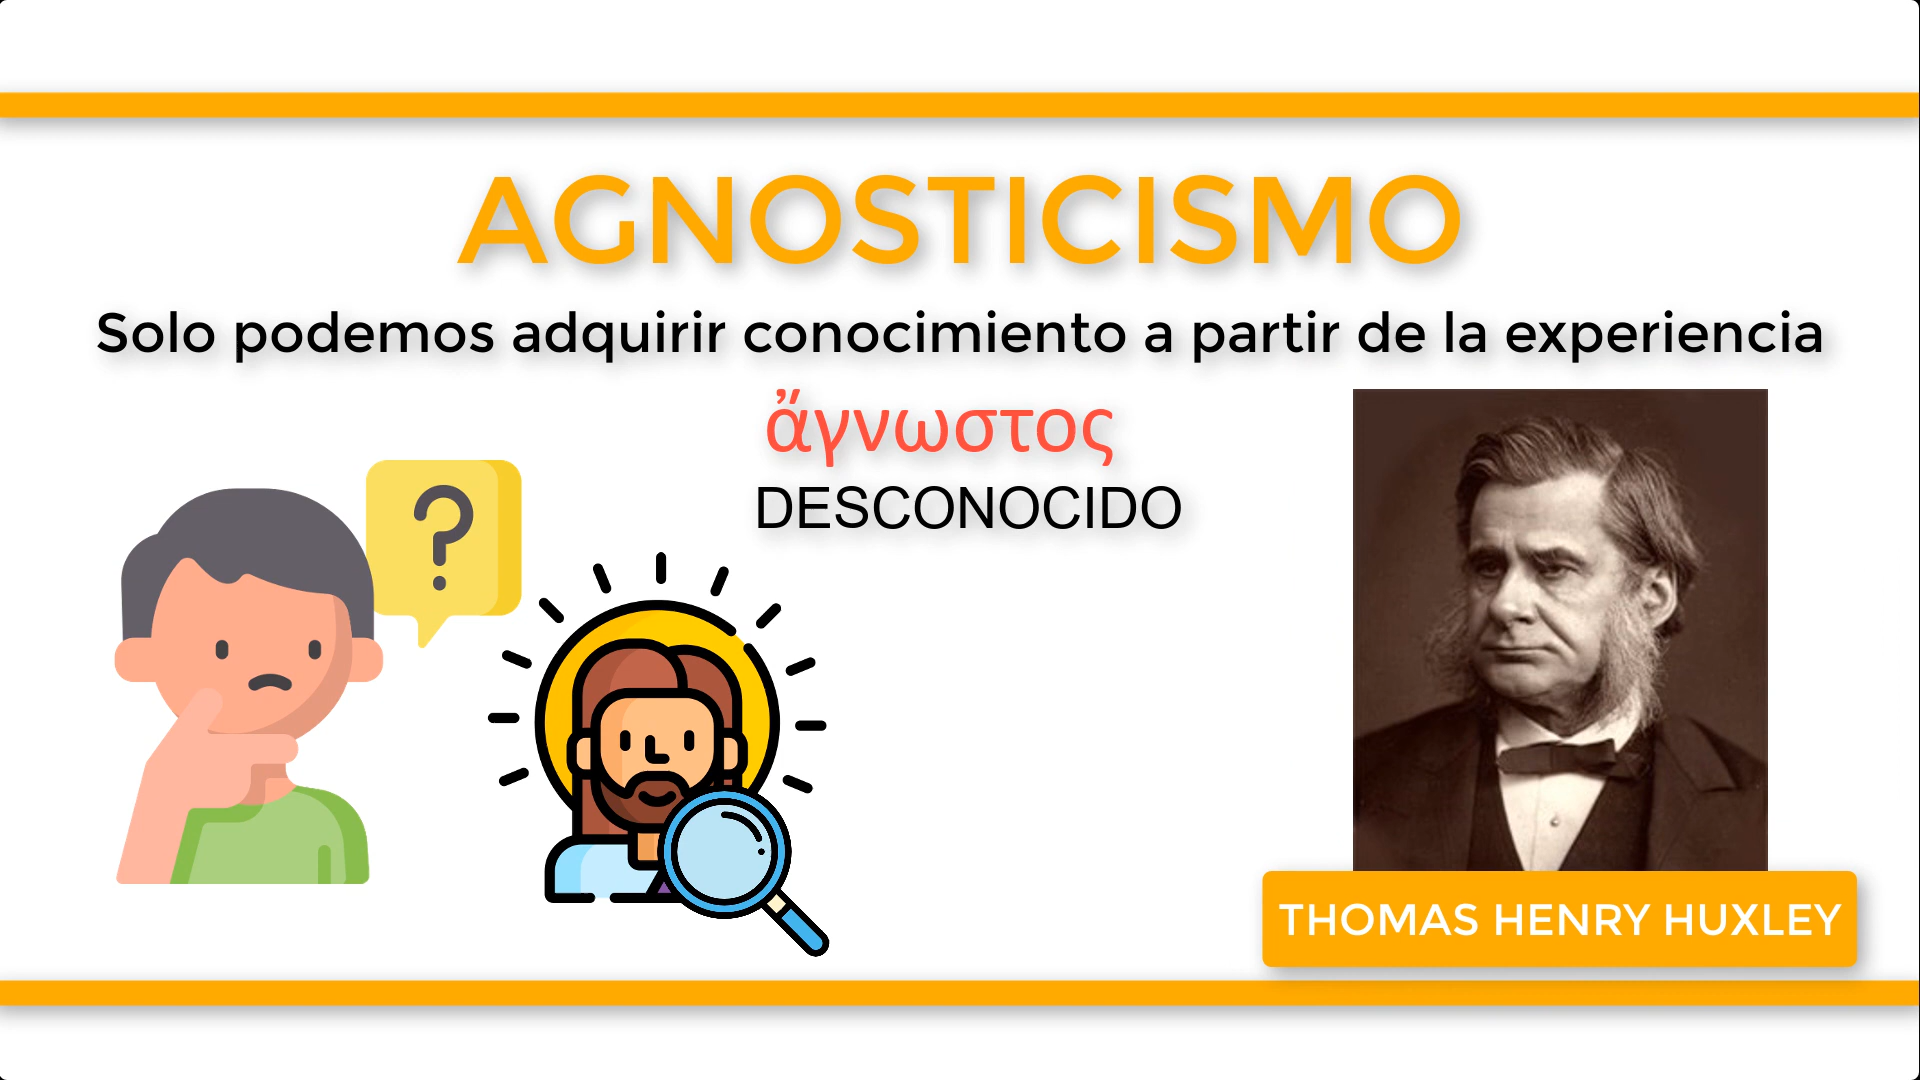 AGNOSTICISMO
Solo podemos adquirir conocimiento a partir de la experiencia
ἄγνωστος
DESCONOCIDO
?
THOMAS HENRY HUXLEY